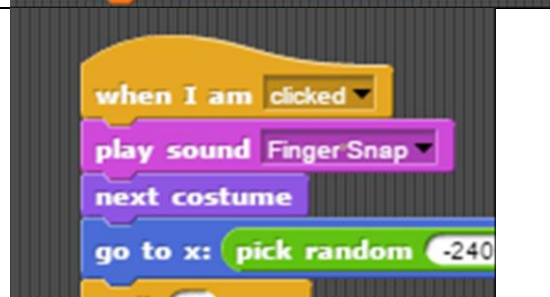 when I am clicked
play sound Finger Snap
next costume
go to x: pick random -240